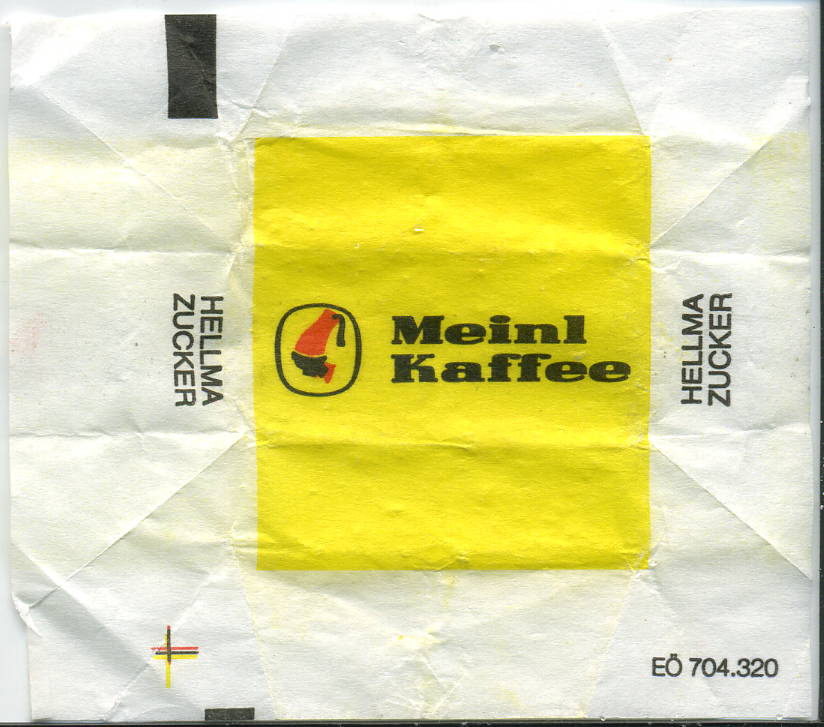 HELLMA
ZUCKER
Meinl
Kaffee
HELLMA
ZUCKER
EÖ 704.320